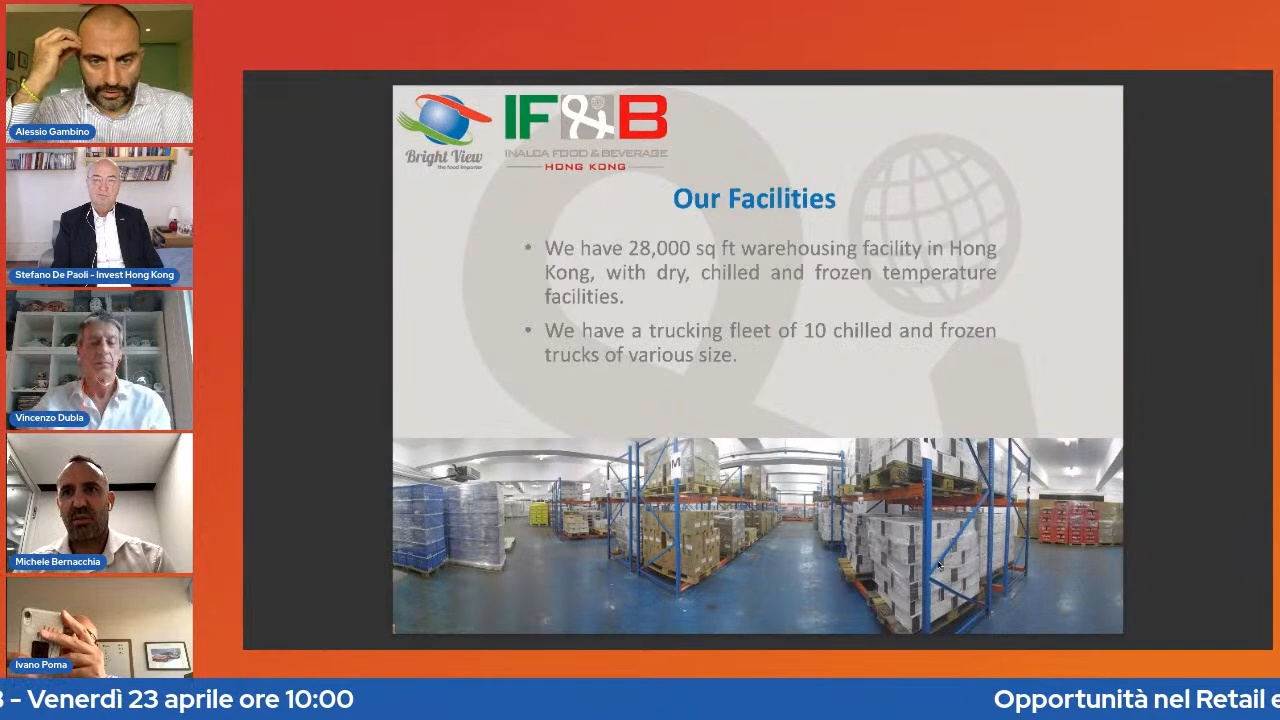 Alessio Gambino
Stefano De Paoli - Invest Hong Kong
Vincenzo Dubla
Michele Bernacchia
Ivano Poma
Bright View
the food importer
IF&B
INALCA FOOD & BEVERAGE
HONG KONG
Our Facilities
• We have 28,000 sq ft warehousing facility in Hong
Kong, with dry, chilled and frozen temperature
facilities.
• We have a trucking fleet of 10 chilled and frozen
trucks of various size.
M
– Venerdì 23 aprile ore 10:00
Opportunità nel Retail e